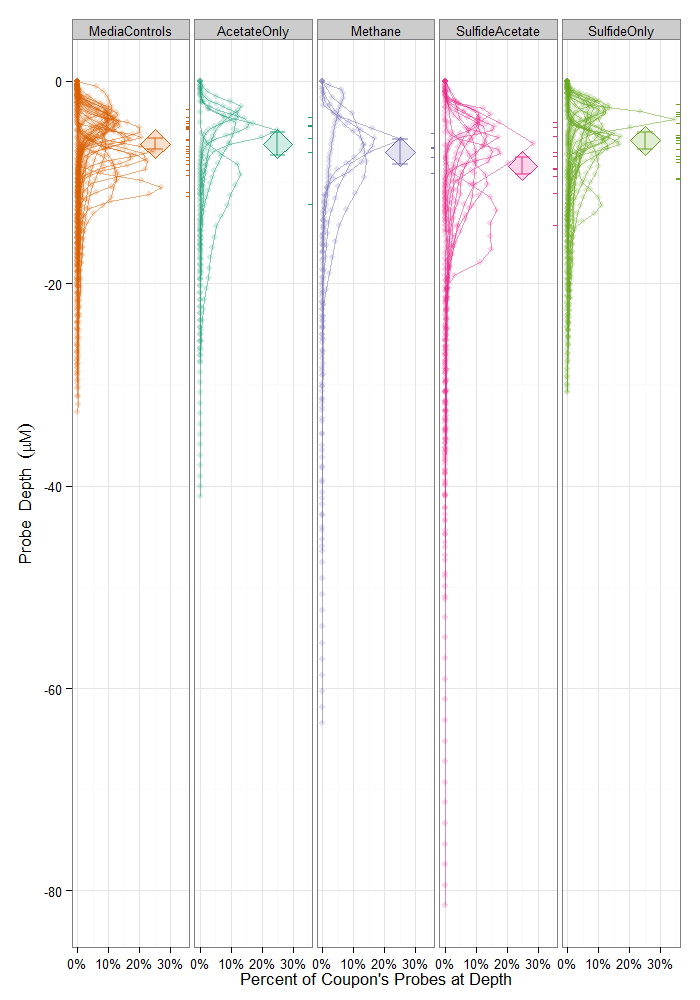 MediaControls AcetateOnly Methane SulfideAcetate SulfideOnly
0
-20
-40
-60
-80
Probe Depth (µM)
0% 10% 20% 30% 0% 10% 20% 30% 0% 10% 20% 30% 0% 10% 20% 30% 0% 10% 20% 30%
Percent of Coupon's Probes at Depth